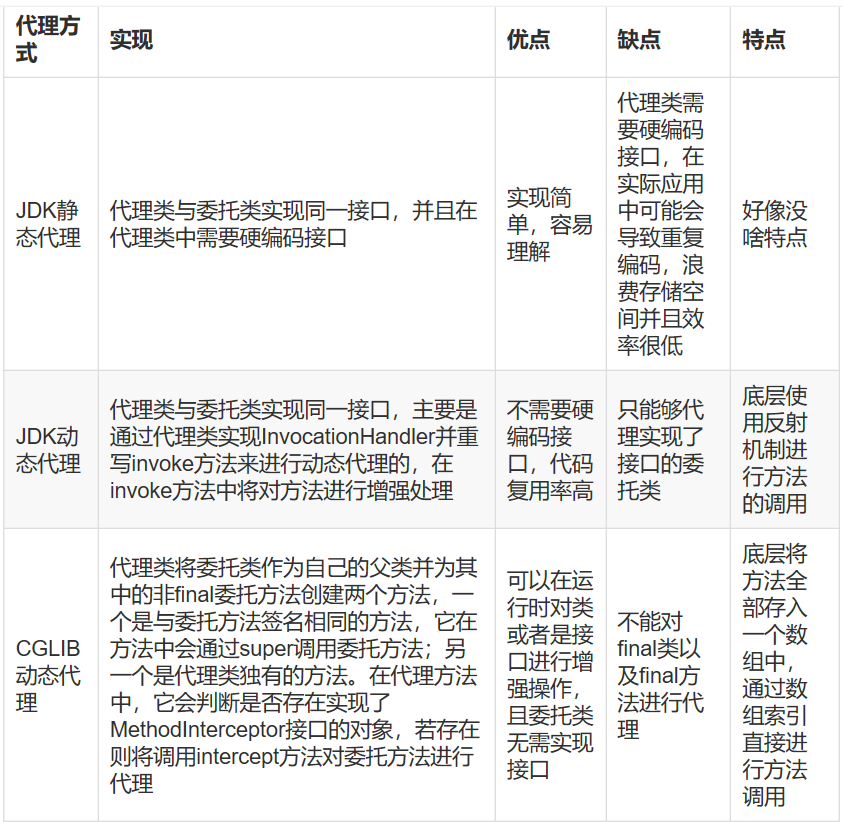 代理方
式
实现
优点
缺点
特点
JDK静
态代理
代理类与委托类实现同一接口，并且在
代理类中需要硬编码接口
实现简
单，容易
理解
代理类需
要硬编码
接口，在
实际应用
中可能会
导致重复
编码，浪
费存储空
间并且效
率很低
好像没
啥特点
JDK动
态代理
代理类与委托类实现同一接口，主要是
通过代理类实现InvocationHandler并重
写invoke方法来进行动态代理的，在
invoke方法中将对方法进行增强处理
不需要硬
编码接
口，代码
复用率高
只能够代
理实现了
接口的委
托类
底层使
用反射
机制进
行方法
的调用
CGLIB
动态代
理
代理类将委托类作为自己的父类并为其
中的非final委托方法创建两个方法，一
个是与委托方法签名相同的方法，它在
方法中会通过super调用委托方法；另
一个是代理类独有的方法。在代理方法
中，它会判断是否存在实现了
MethodInterceptor接口的对象，若存在
则将调用intercept方法对委托方法进行
代理
可以在运
行时对类
或者是接
口进行增
强操作，
且委托类
无需实现
接口
不能对
final类以
及final方
法进行代
理
底层将
方法全
部存入
一个数
组中，
通过数
组索引
直接进
行方法
调用